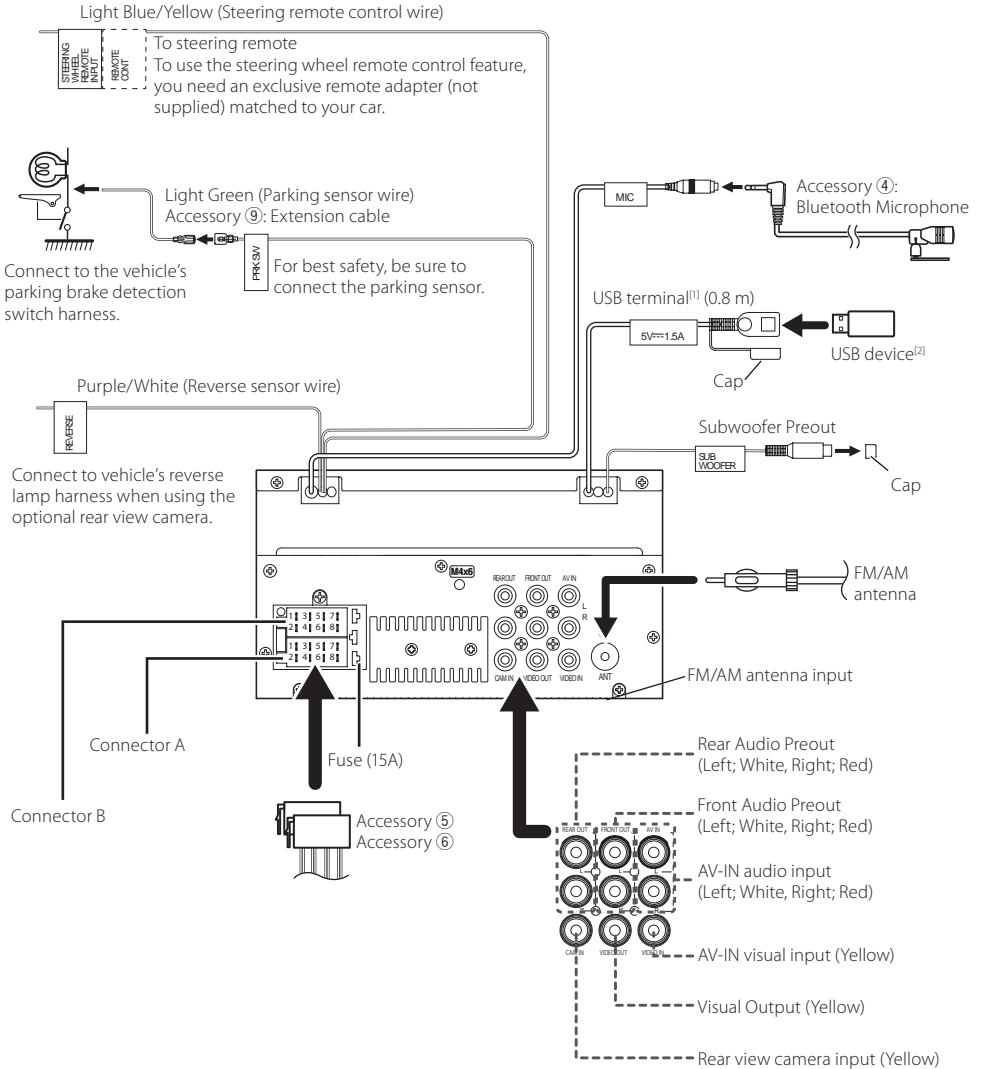 Light Blue/Yellow (Steering remote control wire)
STEERING
WHEEL
REMOTE
INPUT
REMOTE
CONT
To steering remote
To use the steering wheel remote control feature,
you need an exclusive remote adapter (not
supplied) matched to your car.
Light Green (Parking sensor wire)
Accessory ⑨: Extension cable
PRK SW
For best safety, be sure to
connect the parking sensor.
Connect to the vehicle's
parking brake detection
switch harness.
MIC
Accessory ④:
Bluetooth Microphone
USB terminal[1] (0.8 m)
5V⎓1.5A
Cap
USB device[2]
Purple/White (Reverse sensor wire)
REVERSE
Connect to vehicle's reverse
lamp harness when using the
optional rear view camera.
Subwoofer Preout
SUB
WOOFER
Cap
M4x6
REAR OUT FRONT OUT AV IN
L
R
CAM IN VIDEO OUT VIDEO IN ANT
1 3 5 7
2 4 6 8
1 3 5 7
2 4 6 8
FM/AM
antenna
FM/AM antenna input
Connector A
Connector B
Fuse (15A)
Accessory ⑤
Accessory ⑥
REAR OUT FRONT OUT AV IN
L L L
R R R
CAM IN VIDEO OUT VIDEO IN
Rear Audio Preout
(Left; White, Right; Red)
Front Audio Preout
(Left; White, Right; Red)
AV-IN audio input
(Left; White, Right; Red)
AV-IN visual input (Yellow)
Visual Output (Yellow)
Rear view camera input (Yellow)